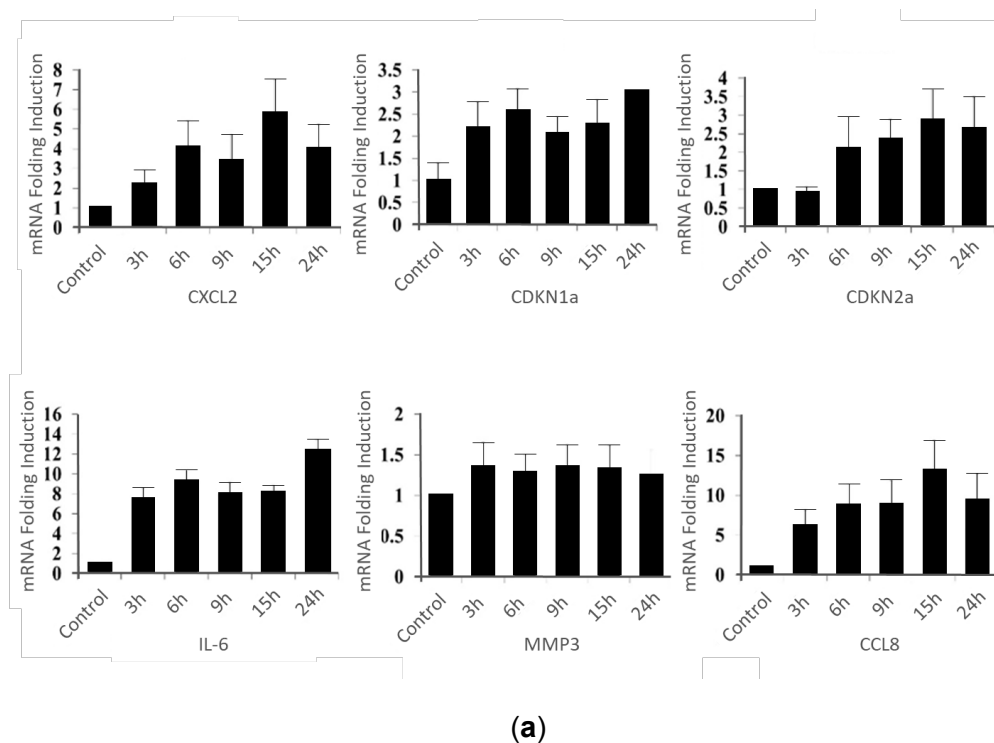 mRNA Folding Induction
8
7
6
5
4
3
2
1
0
Control
3h
6h
9h
15h
24h
CXCL2
mRNA Folding Induction
3.5
3
2.5
2
1.5
1
0.5
0
Control
3h
6h
9h
15h
24h
CDKN1a
mRNA Folding Induction
4
3.5
3
2.5
2
1.5
1
0.5
0
Control
3h
6h
9h
15h
24h
CDKN2a
mRNA Folding Induction
16
14
12
10
8
6
4
2
0
Control
3h
6h
9h
15h
24h
IL-6
mRNA Folding Induction
2
1.5
1
0.5
0
Control
3h
6h
9h
15h
24h
MMP3
mRNA Folding Induction
20
15
10
5
0
Control
3h
6h
9h
15h
24h
CCL8
(a)